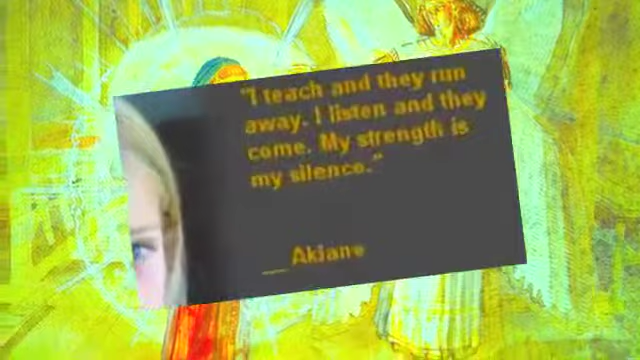 "I teach and they run
away. I listen and they
come. My strength is
my silence."
__Akiane